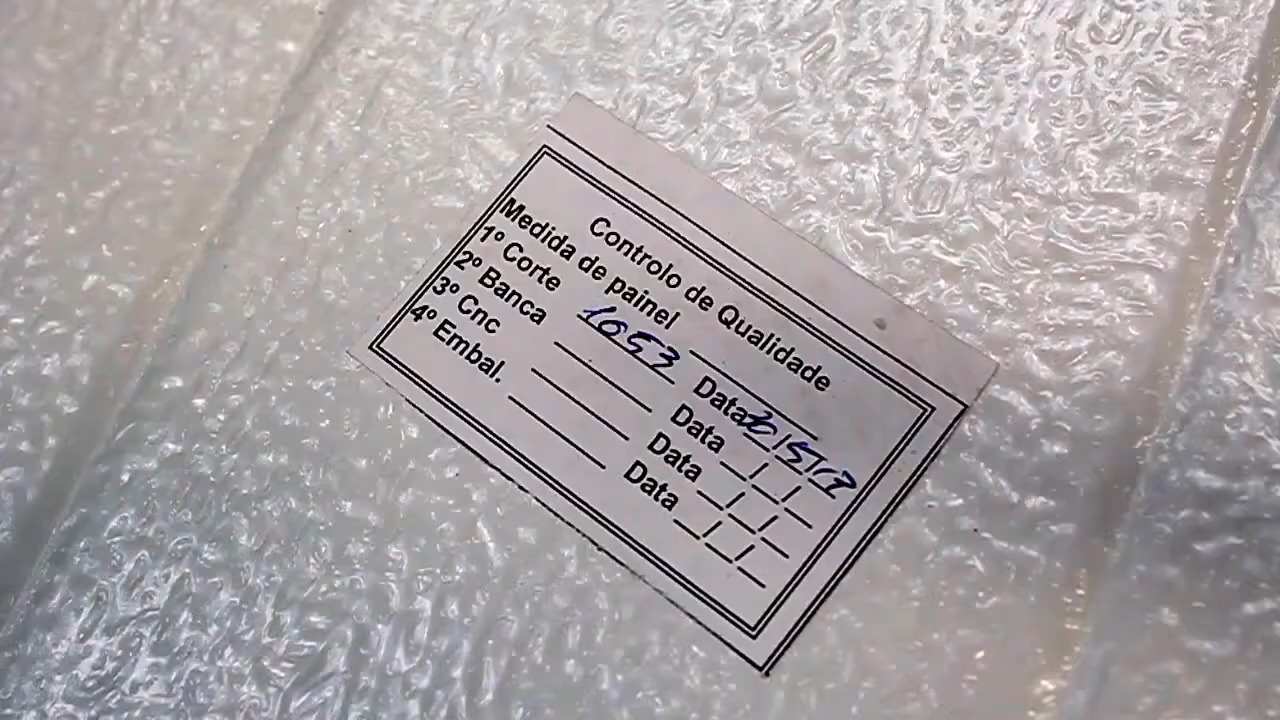 Controlo de Qualidade
Medida de painel
1º Corte 1053 Data
2º Banca Data _/_/_
3º Cnc Data _/_/_
4º Embal. Data _/_/_